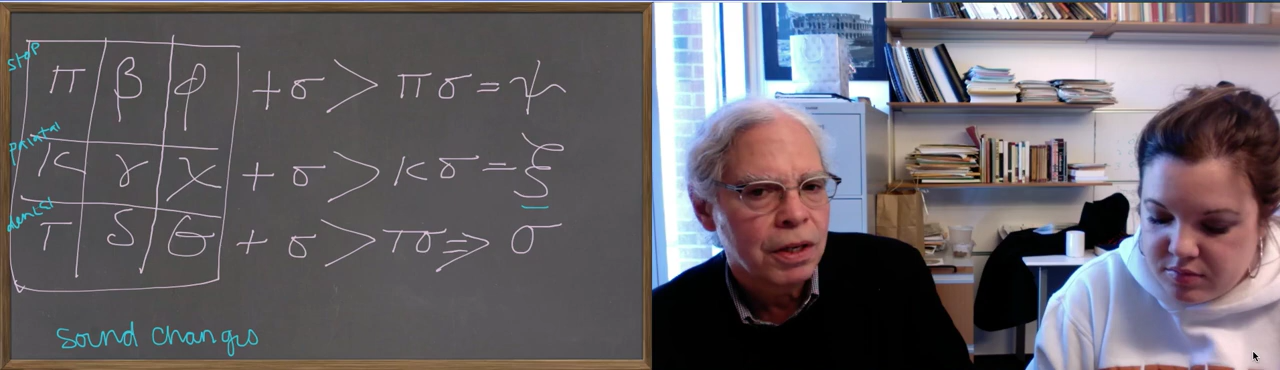 stop
π β φ +σ > πσ=ψ
palatal
κ γ χ +σ > κσ=ξ
dental
τ δ θ +σ > τσ⇒σ
sound changes